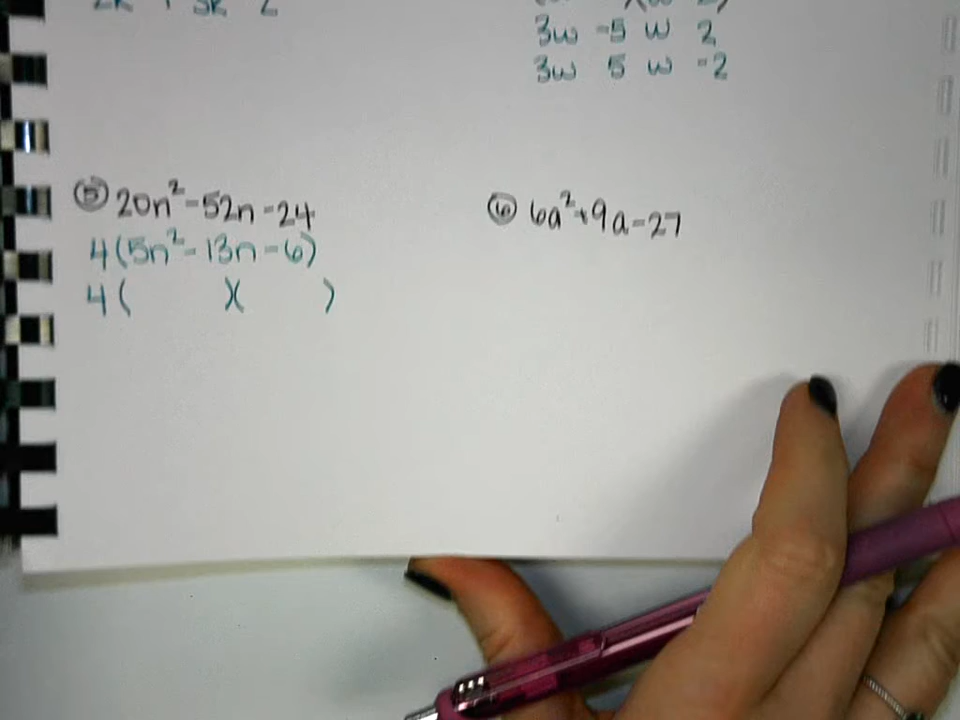 3w -5 w 2
3w 5 w -2
⑤ 20n² - 52n - 24
4(5n² - 13n - 6)
4(      )(      )
⑥ 6a² + 9a - 27